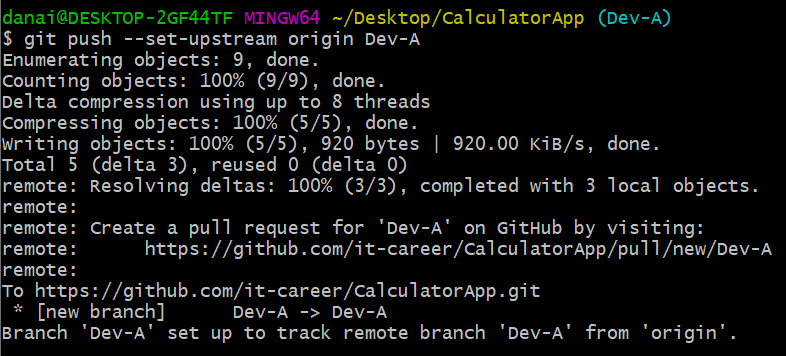 danai@DESKTOP-2GF44TF MINGW64 ~/Desktop/CalculatorApp (Dev-A)
$ git push --set-upstream origin Dev-A
Enumerating objects: 9, done.
Counting objects: 100% (9/9), done.
Delta compression using up to 8 threads
Compressing objects: 100% (5/5), done.
Writing objects: 100% (5/5), 920 bytes | 920.00 KiB/s, done.
Total 5 (delta 3), reused 0 (delta 0)
remote: Resolving deltas: 100% (3/3), completed with 3 local objects.
remote:
remote: Create a pull request for 'Dev-A' on GitHub by visiting:
remote:      https://github.com/it-career/CalculatorApp/pull/new/Dev-A
remote:
To https://github.com/it-career/CalculatorApp.git
 * [new branch]      Dev-A -> Dev-A
Branch 'Dev-A' set up to track remote branch 'Dev-A' from 'origin'.